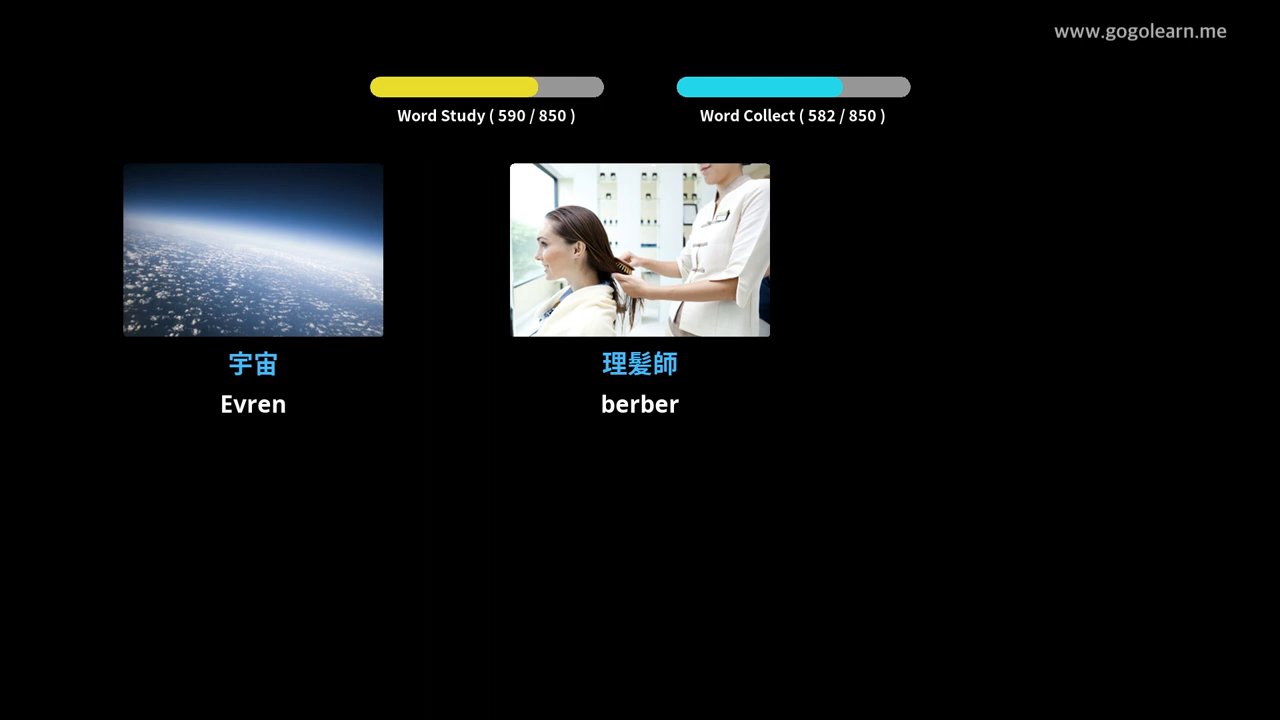 www.gogolearn.me
Word Study ( 590 / 850 )
Word Collect ( 582 / 850 )
宇宙
理髮師
Evren
berber